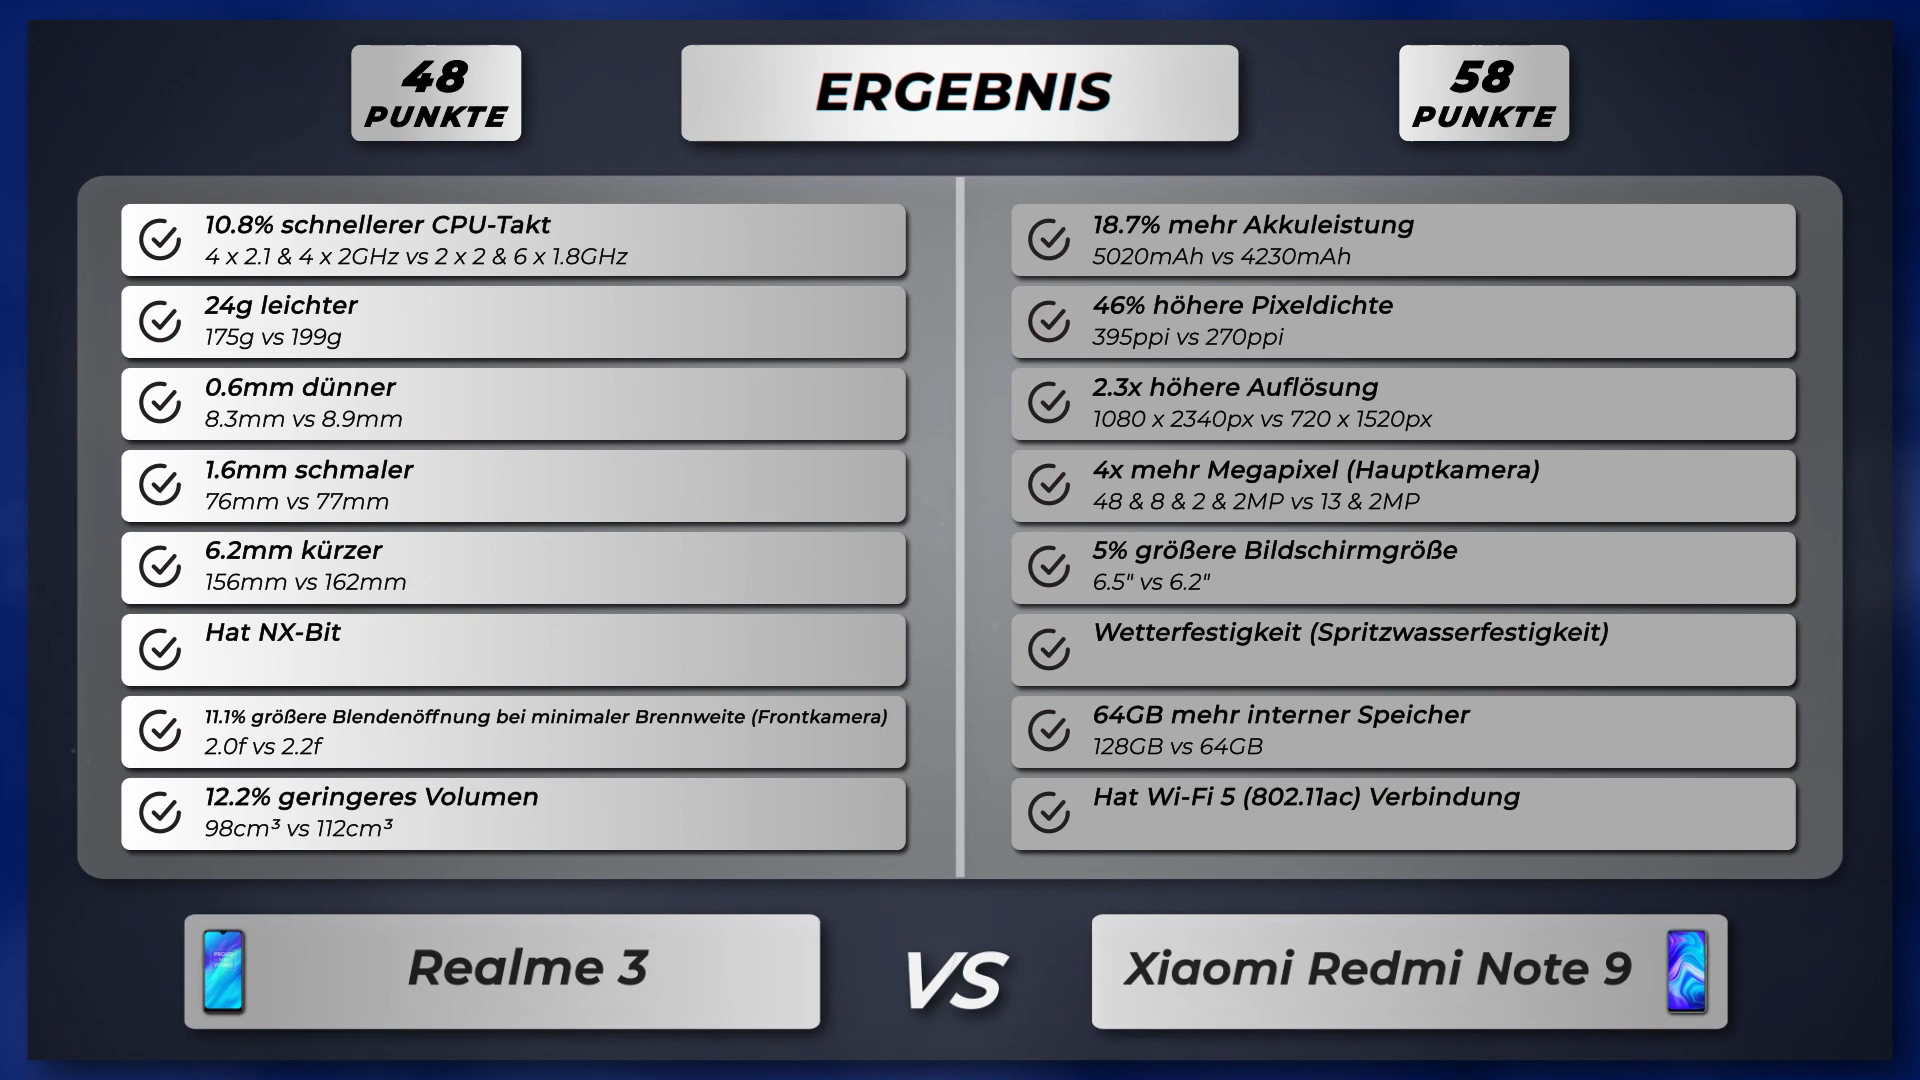 48
PUNKTE
ERGEBNIS
58
PUNKTE
10.8% schnellerer CPU-Takt
4 x 2.1 & 4 x 2GHz vs 2 x 2 & 6 x 1.8GHz
24g leichter
175g vs 199g
0.6mm dünner
8.3mm vs 8.9mm
1.6mm schmaler
76mm vs 77mm
6.2mm kürzer
156mm vs 162mm
Hat NX-Bit
11.1% größere Blendenöffnung bei minimaler Brennweite (Frontkamera)
2.0f vs 2.2f
12.2% geringeres Volumen
98cm³ vs 112cm³
18.7% mehr Akkuleistung
5020mAh vs 4230mAh
46% höhere Pixeldichte
395ppi vs 270ppi
2.3x höhere Auflösung
1080 x 2340px vs 720 x 1520px
4x mehr Megapixel (Hauptkamera)
48 & 8 & 2 & 2MP vs 13 & 2MP
5% größere Bildschirmgröße
6.5" vs 6.2"
Wetterfestigkeit (Spritzwasserfestigkeit)
64GB mehr interner Speicher
128GB vs 64GB
Hat Wi-Fi 5 (802.11ac) Verbindung
Realme 3
VS
Xiaomi Redmi Note 9